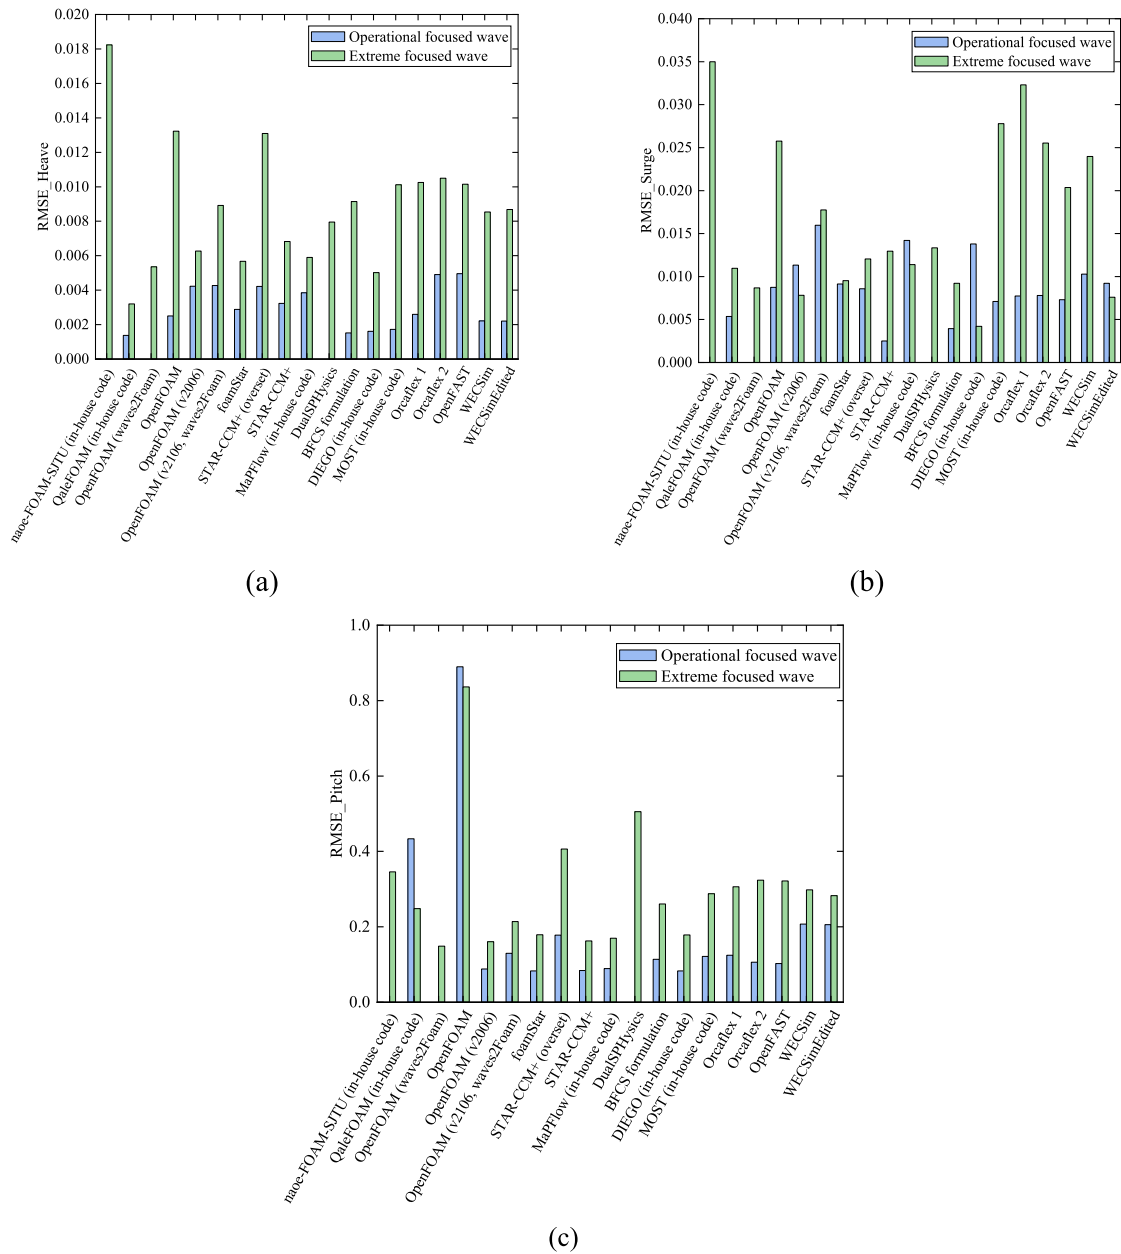 0.020
0.018
0.016
0.014
0.012
0.010
0.008
0.006
0.004
0.002
0.000
RMSE_Heave
Operational focused wave
Extreme focused wave
naoe-FOAM-SJTU (in-house code)
QaleFOAM (in-house code)
OpenFOAM (waves2Foam)
OpenFOAM
OpenFOAM (v2006)
OpenFOAM (v2106, waves2Foam)
foamStar
STAR-CCM+ (overset)
STAR-CCM+
MaPFlow (in-house code)
DualSPHysics
BFCS formulation
DIEGO (in-house code)
MOST (in-house code)
Orcaflex 1
Orcaflex 2
OpenFAST
WECSim
WECSimEdited
(a)
0.040
0.035
0.030
0.025
0.020
0.015
0.010
0.005
0.000
RMSE_Surge
Operational focused wave
Extreme focused wave
naoe-FOAM-SJTU (in-house code)
QaleFOAM (in-house code)
OpenFOAM (waves2Foam)
OpenFOAM
OpenFOAM (v2006)
OpenFOAM (v2106, waves2Foam)
foamStar
STAR-CCM+ (overset)
STAR-CCM+
MaPFlow (in-house code)
DualSPHysics
BFCS formulation
DIEGO (in-house code)
MOST (in-house code)
Orcaflex 1
Orcaflex 2
OpenFAST
WECSim
WECSimEdited
(b)
1.0
0.8
0.6
0.4
0.2
0.0
RMSE_Pitch
Operational focused wave
Extreme focused wave
naoe-FOAM-SJTU (in-house code)
QaleFOAM (in-house code)
OpenFOAM (waves2Foam)
OpenFOAM
OpenFOAM (v2006)
OpenFOAM (v2106, waves2Foam)
foamStar
STAR-CCM+ (overset)
STAR-CCM+
MaPFlow (in-house code)
DualSPHysics
BFCS formulation
DIEGO (in-house code)
MOST (in-house code)
Orcaflex 1
Orcaflex 2
OpenFAST
WECSim
WECSimEdited
(c)